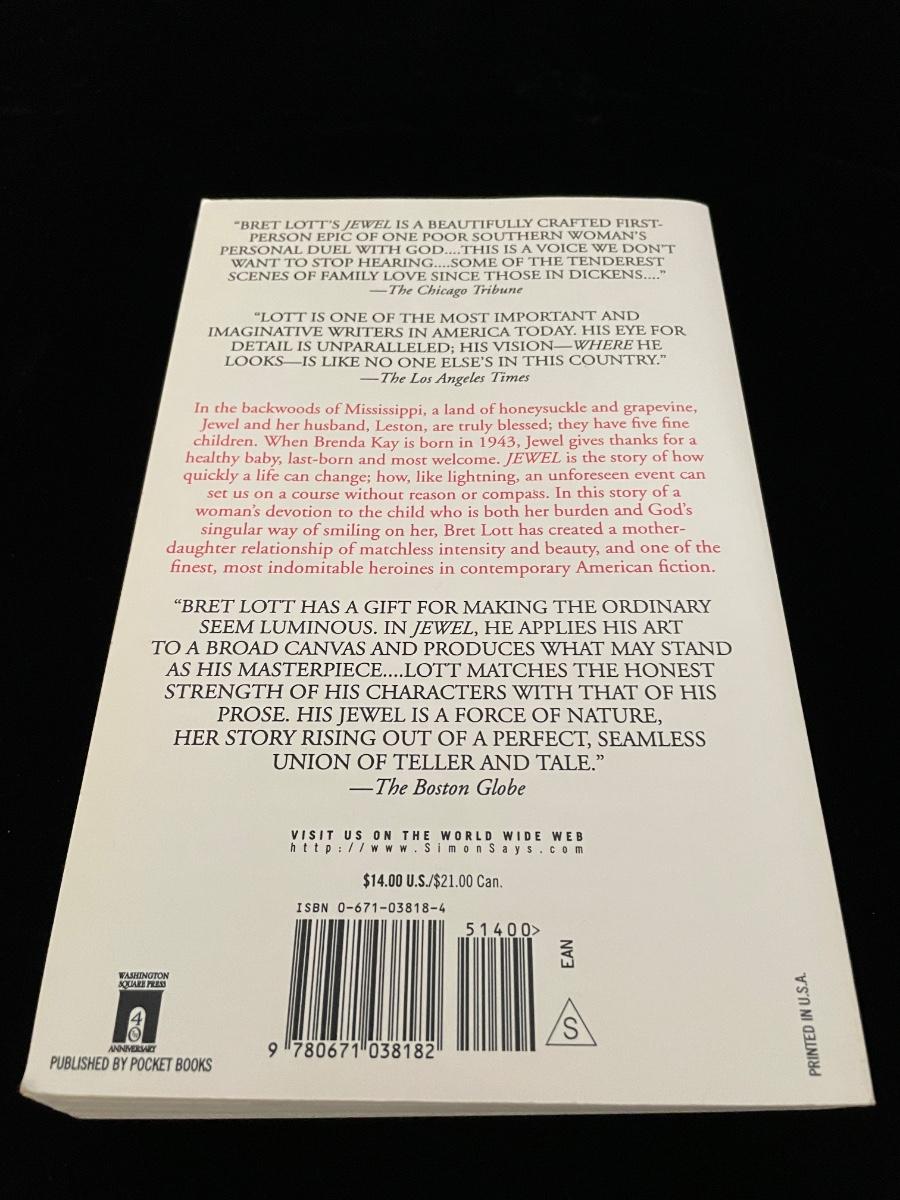 “BRET LOTT’S JEWEL IS A BEAUTIFULLY CRAFTED FIRST-
PERSON EPIC OF ONE POOR SOUTHERN WOMAN’S
PERSONAL DUEL WITH GOD....THIS IS A VOICE WE DON’T
WANT TO STOP HEARING....SOME OF THE TENDEREST
SCENES OF FAMILY LOVE SINCE THOSE IN DICKENS....”
—The Chicago Tribune
“LOTT IS ONE OF THE MOST IMPORTANT AND
IMAGINATIVE WRITERS IN AMERICA TODAY. HIS EYE FOR
DETAIL IS UNPARALLELED; HIS VISION—WHERE HE
LOOKS—IS LIKE NO ONE ELSE’S IN THIS COUNTRY.”
—The Los Angeles Times
In the backwoods of Mississippi, a land of honeysuckle and grapevine,
Jewel and her husband, Leston, are truly blessed; they have five fine
children. When Brenda Kay is born in 1943, Jewel gives thanks for a
healthy baby, last-born and most welcome. JEWEL is the story of how
quickly a life can change; how, like lightning, an unforeseen event can
set us on a course without reason or compass. In this story of a
woman’s devotion to the child who is both her burden and God’s
singular way of smiling on her, Bret Lott has created a mother-
daughter relationship of matchless intensity and beauty, and one of the
finest, most indomitable heroines in contemporary American fiction.
“BRET LOTT HAS A GIFT FOR MAKING THE ORDINARY
SEEM LUMINOUS. IN JEWEL, HE APPLIES HIS ART
TO A BROAD CANVAS AND PRODUCES WHAT MAY STAND
AS HIS MASTERPIECE....LOTT MATCHES THE HONEST
STRENGTH OF HIS CHARACTERS WITH THAT OF HIS
PROSE. HIS JEWEL IS A FORCE OF NATURE,
HER STORY RISING OUT OF A PERFECT, SEAMLESS
UNION OF TELLER AND TALE.”
—The Boston Globe
VISIT US ON THE WORLD WIDE WEB
http://www.SimonSays.com
$14.00 U.S./$21.00 Can.
ISBN 0-671-03818-4
51400>
EAN
S
9 780671 038182
WASHINGTON
SQUARE PRESS
4
ANNIVERSARY
PUBLISHED BY POCKET BOOKS
PRINTED IN U.S.A.